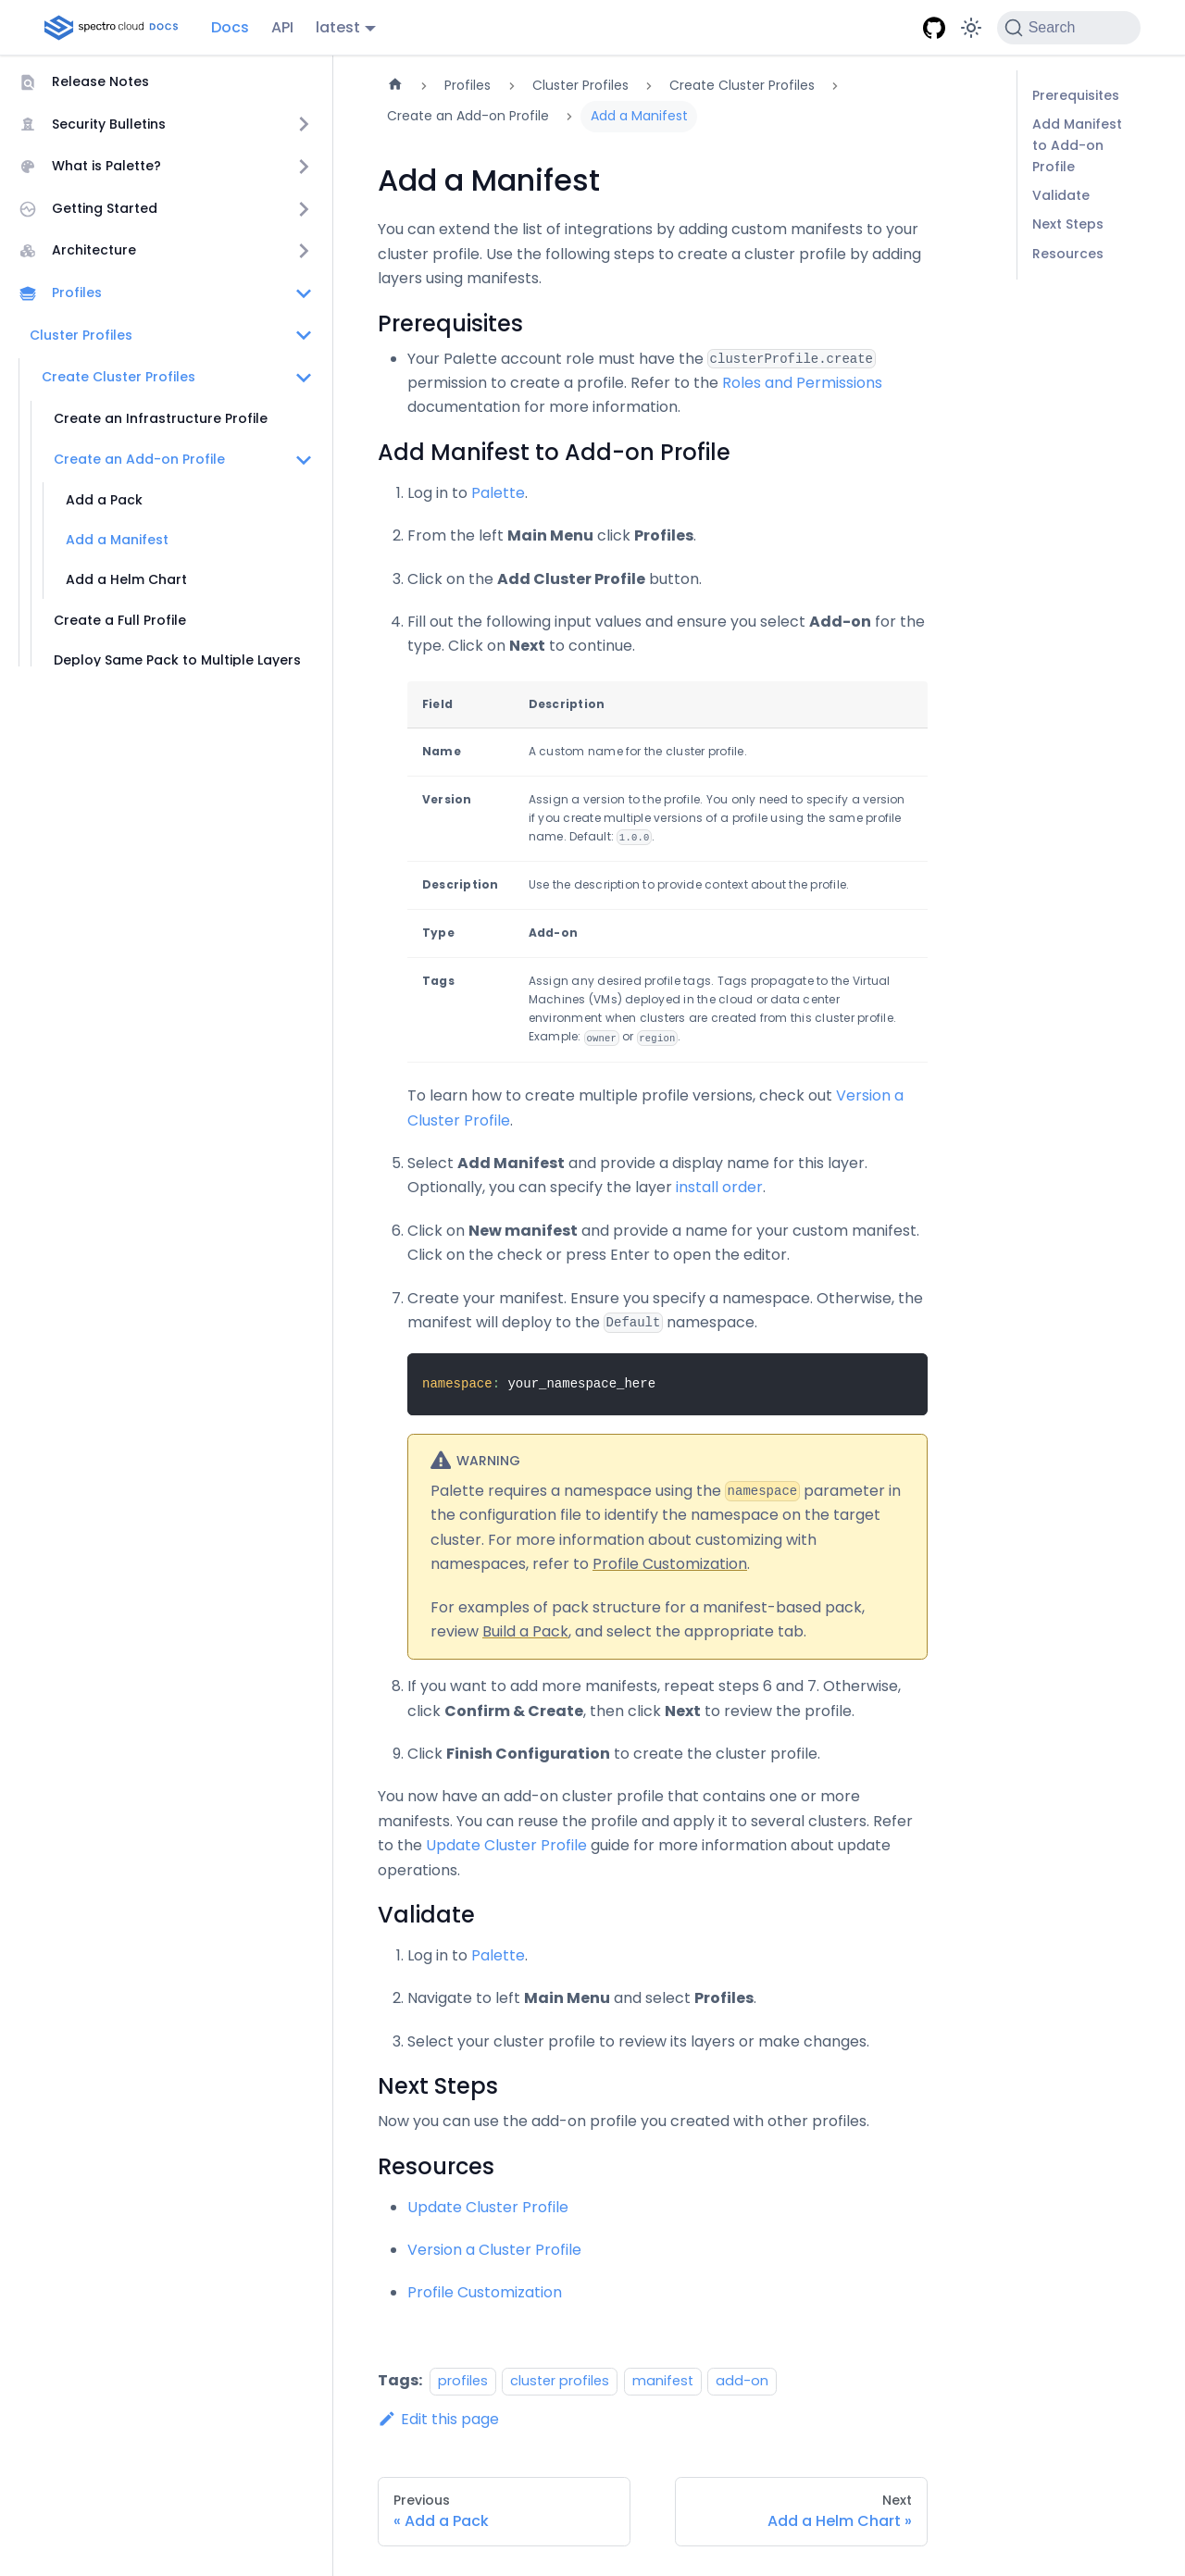 spectro cloud DOCS Docs API latest Search
Release Notes
Security Bulletins
What is Palette?
Getting Started
Architecture
Profiles
Cluster Profiles
Create Cluster Profiles
Create an Infrastructure Profile
Create an Add-on Profile
Add a Pack
Add a Manifest
Add a Helm Chart
Create a Full Profile
Deploy Same Pack to Multiple Layers
Profiles Cluster Profiles Create Cluster Profiles
Create an Add-on Profile Add a Manifest
Add a Manifest
You can extend the list of integrations by adding custom manifests to your
cluster profile. Use the following steps to create a cluster profile by adding
layers using manifests.
Prerequisites
Your Palette account role must have the clusterProfile.create
permission to create a profile. Refer to the Roles and Permissions
documentation for more information.
Add Manifest to Add-on Profile
1. Log in to Palette.
2. From the left Main Menu click Profiles.
3. Click on the Add Cluster Profile button.
4. Fill out the following input values and ensure you select Add-on for the
type. Click on Next to continue.
Field Description
Name A custom name for the cluster profile.
Version Assign a version to the profile. You only need to specify a version
if you create multiple versions of a profile using the same profile
name. Default: 1.0.0.
Description Use the description to provide context about the profile.
Type Add-on
Tags Assign any desired profile tags. Tags propagate to the Virtual
Machines (VMs) deployed in the cloud or data center
environment when clusters are created from this cluster profile.
Example: owner or region.
To learn how to create multiple profile versions, check out Version a
Cluster Profile.
5. Select Add Manifest and provide a display name for this layer.
Optionally, you can specify the layer install order.
6. Click on New manifest and provide a name for your custom manifest.
Click on the check or press Enter to open the editor.
7. Create your manifest. Ensure you specify a namespace. Otherwise, the
manifest will deploy to the Default namespace.
namespace: your_namespace_here
WARNING
Palette requires a namespace using the namespace parameter in
the configuration file to identify the namespace on the target
cluster. For more information about customizing with
namespaces, refer to Profile Customization.
For examples of pack structure for a manifest-based pack,
review Build a Pack, and select the appropriate tab.
8. If you want to add more manifests, repeat steps 6 and 7. Otherwise,
click Confirm & Create, then click Next to review the profile.
9. Click Finish Configuration to create the cluster profile.
You now have an add-on cluster profile that contains one or more
manifests. You can reuse the profile and apply it to several clusters. Refer
to the Update Cluster Profile guide for more information about update
operations.
Validate
1. Log in to Palette.
2. Navigate to left Main Menu and select Profiles.
3. Select your cluster profile to review its layers or make changes.
Next Steps
Now you can use the add-on profile you created with other profiles.
Resources
Update Cluster Profile
Version a Cluster Profile
Profile Customization
Tags: profiles cluster profiles manifest add-on
Edit this page
Previous
« Add a Pack
Next
Add a Helm Chart »
Prerequisites
Add Manifest
to Add-on
Profile
Validate
Next Steps
Resources